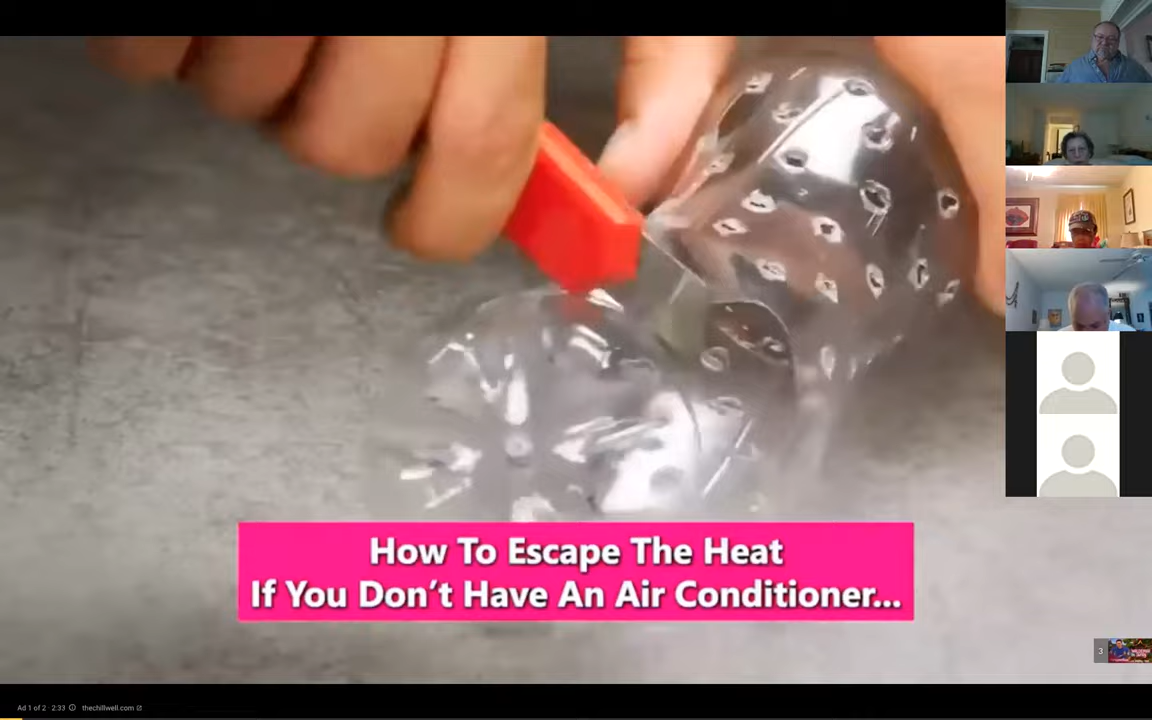 How To Escape The Heat
If You Don't Have An Air Conditioner...
3
Ad 1 of 2 · 2:33
thechillwell.com